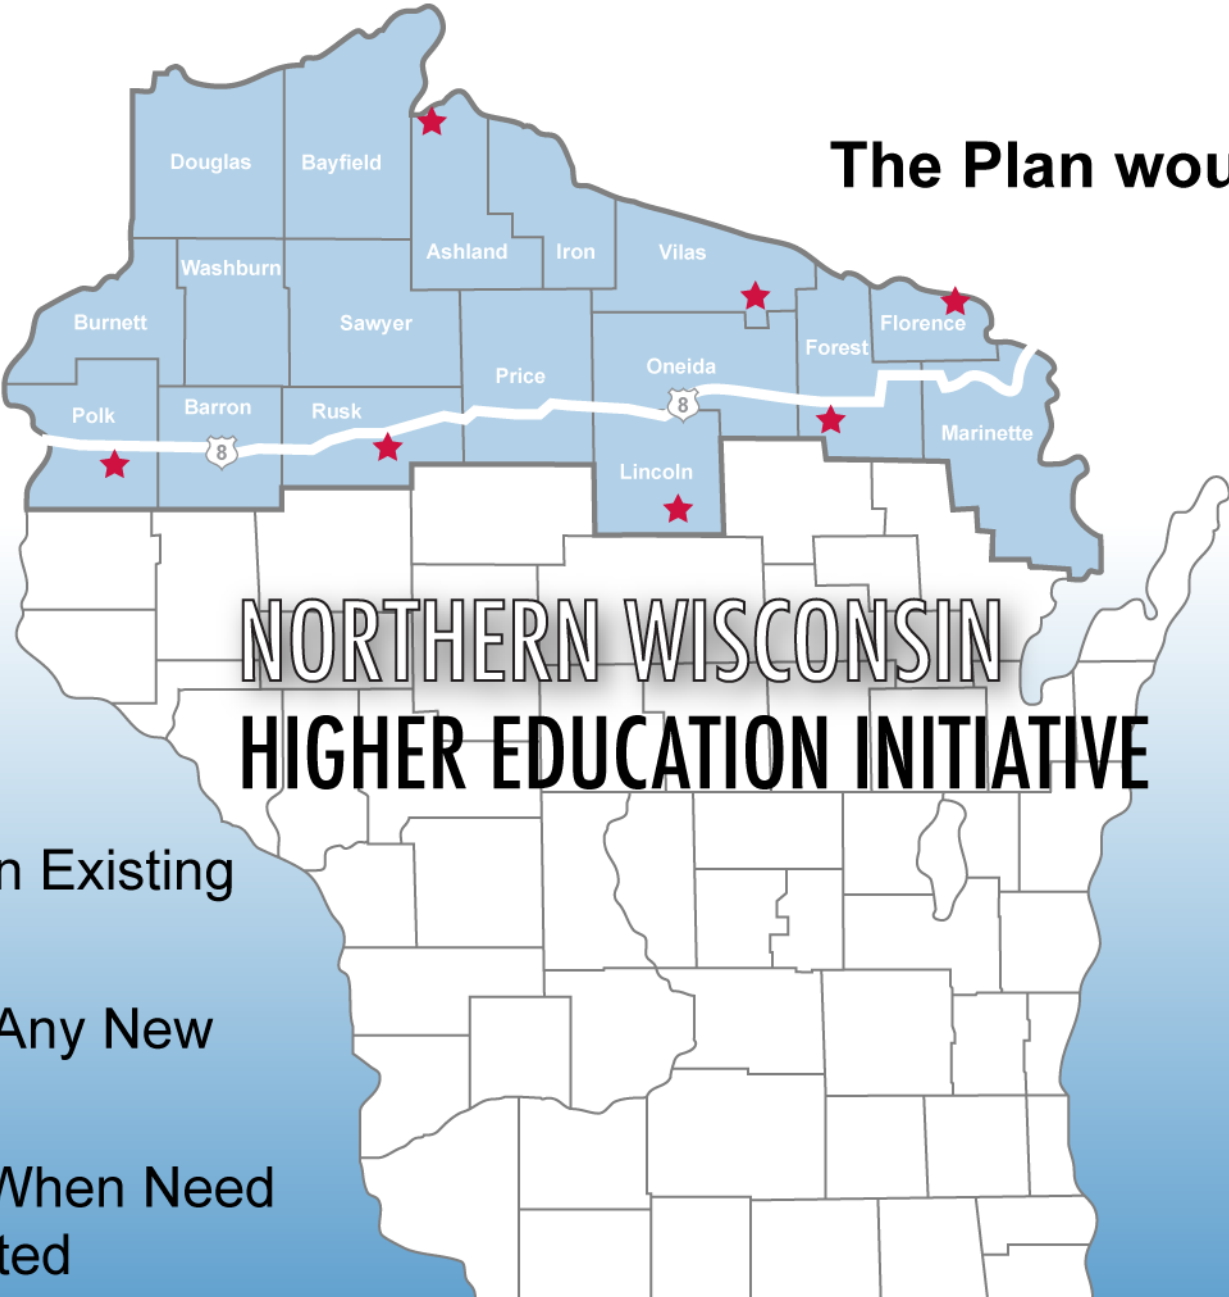 The Plan wou
Douglas
Bayfield
Ashland
Iron
Vilas
Washburn
Burnett
Sawyer
Florence
Forest
Price
Oneida
Polk
Barron
Rusk
8
Marinette
8
Lincoln
NORTHERN WISCONSIN
HIGHER EDUCATION INITIATIVE
n Existing
Any New
When Need
ted